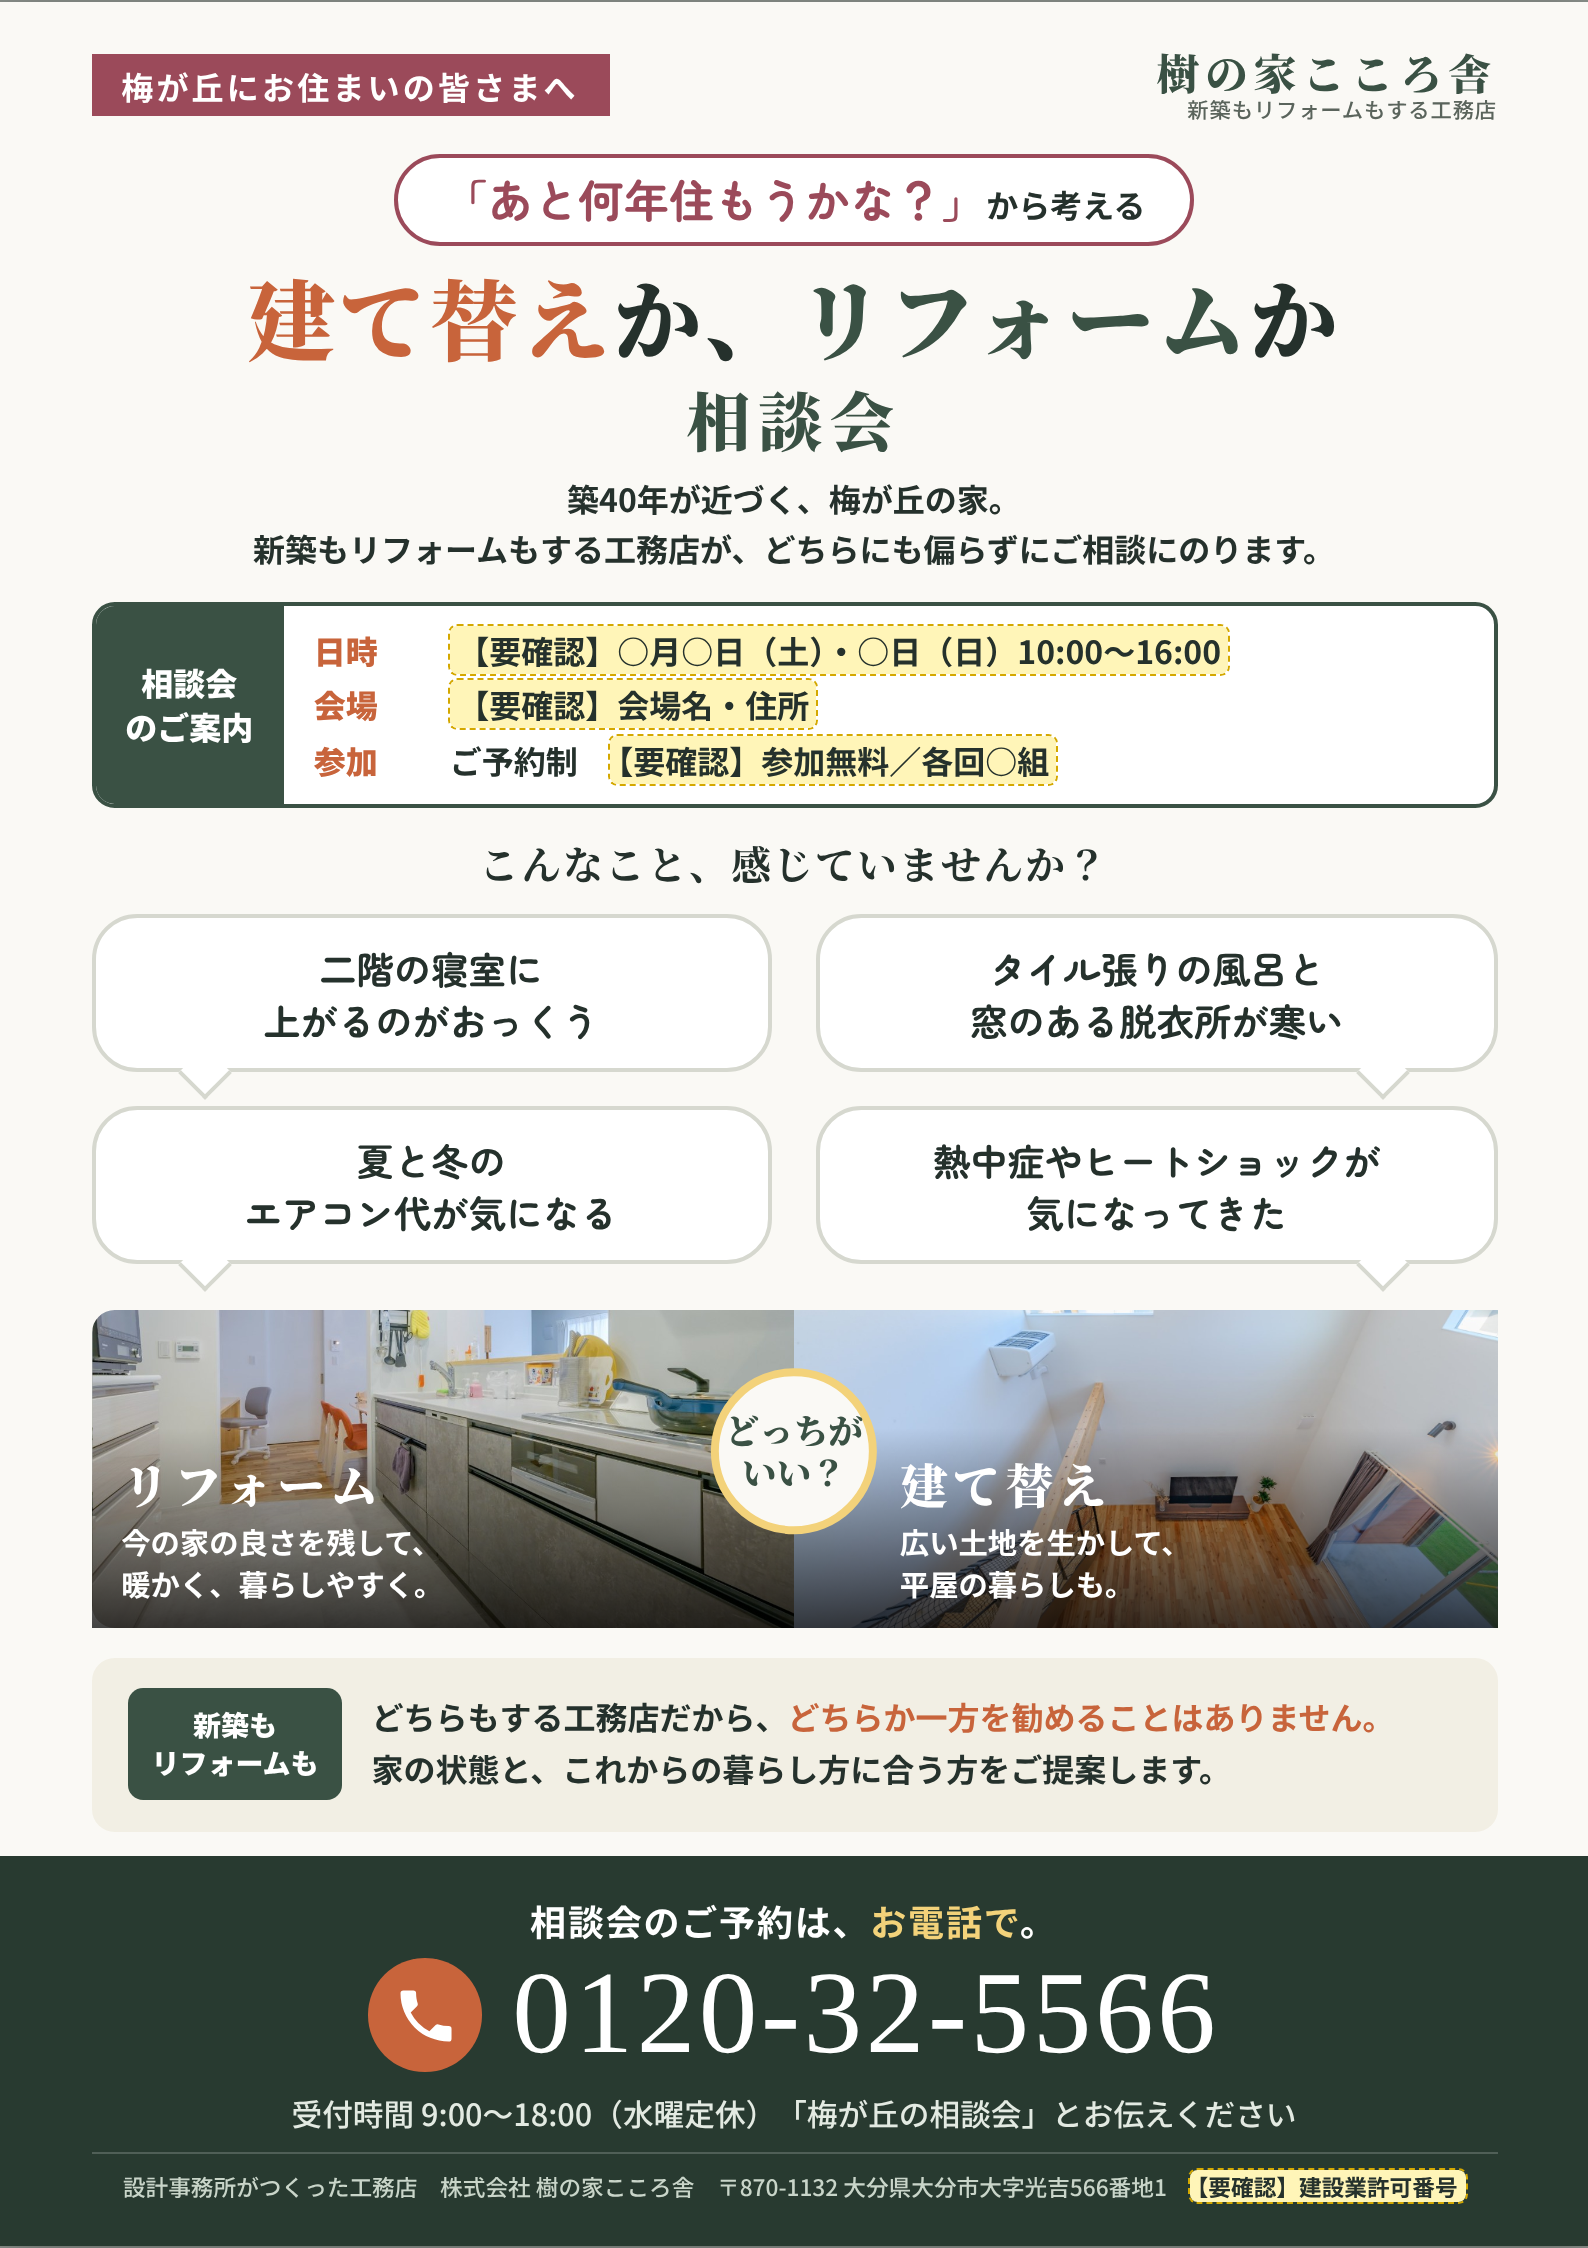 梅が丘にお住まいの皆さまへ
樹の家こころ舎
新築もリフォームもする工務店
「あと何年住もうかな？」から考える
建て替えか、リフォームか
相談会
築40年が近づく、梅が丘の家。
新築もリフォームもする工務店が、どちらにも偏らずにご相談にのります。
相談会
のご案内
日時 【要確認】○月○日（土）・○日（日）10:00〜16:00
会場 【要確認】会場名・住所
参加 ご予約制 【要確認】参加無料／各回○組
こんなこと、感じていませんか？
二階の寝室に
上がるのがおっくう
タイル張りの風呂と
窓のある脱衣所が寒い
夏と冬の
エアコン代が気になる
熱中症やヒートショックが
気になってきた
どっちが
いい？
リフォーム
今の家の良さを残して、
暖かく、暮らしやすく。
建て替え
広い土地を生かして、
平屋の暮らしも。
新築も
リフォームも
どちらもする工務店だから、どちらか一方を勧めることはありません。
家の状態と、これからの暮らし方に合う方をご提案します。
相談会のご予約は、お電話で。
0120-32-5566
受付時間 9:00〜18:00（水曜定休）「梅が丘の相談会」とお伝えください
設計事務所がつくった工務店 株式会社 樹の家こころ舎 〒870-1132 大分県大分市大字光吉566番地1 【要確認】建設業許可番号